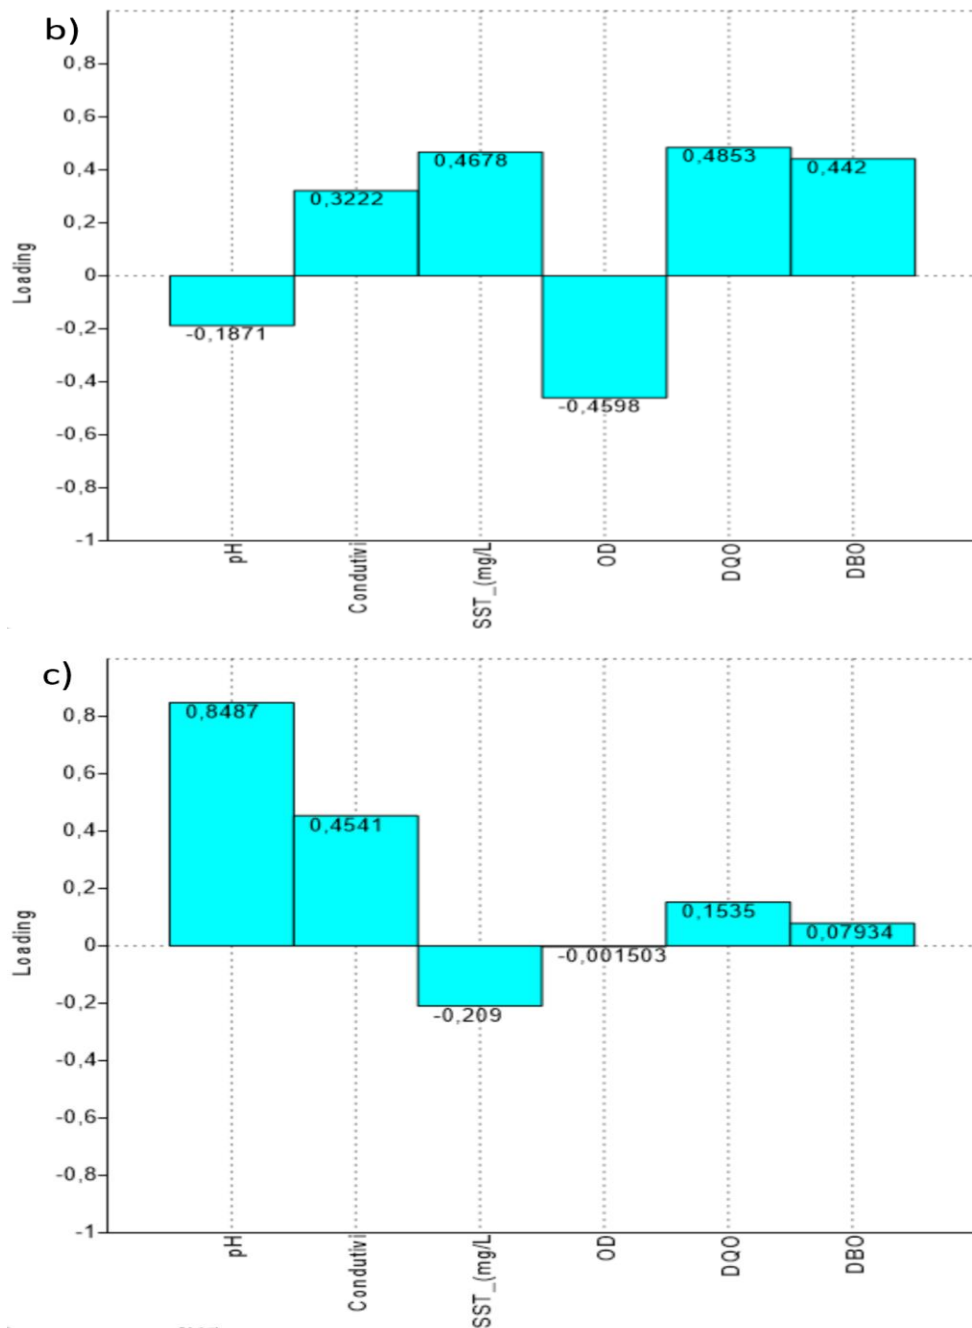 b)
0,8
0,6
0,4
0,2
0
-0,2
-0,4
-0,6
-0,8
-1
Loading
-0,1871
0,3222
0,4678
-0,4598
0,4853
0,442
pH
Condutivi
SST_(mg/L
OD
DQO
DBO
c)
0,8
0,6
0,4
0,2
0
-0,2
-0,4
-0,6
-0,8
-1
Loading
0,8487
0,4541
-0,209
-0,001503
0,1535
0,07934
pH
Condutivi
SST_(mg/L
OD
DQO
DBO